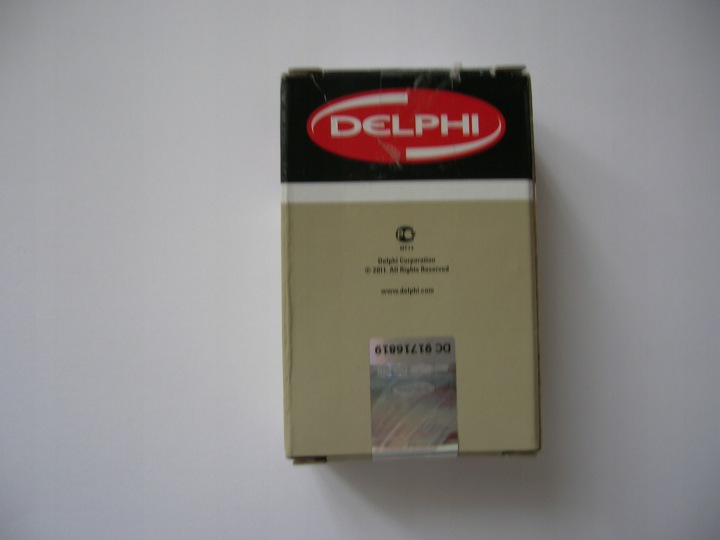 DELPHI
Delphi Corporation
© 2011. All Rights Reserved
www.delphi.com
DC 91716819